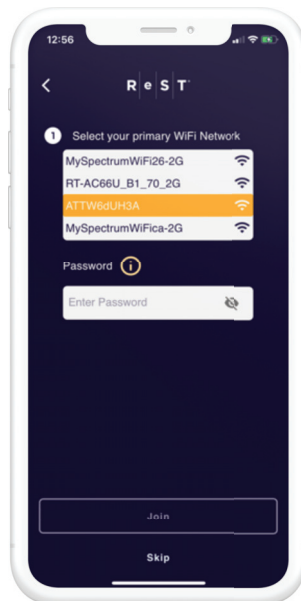 12:56
R|e|S|T
1 Select your primary WiFi Network
MySpectrumWiFi26-2G
RT-AC66U_B1_70_2G
ATTW6dUH3A
MySpectrumWiFica-2G
Password i
Enter Password
Join
Skip